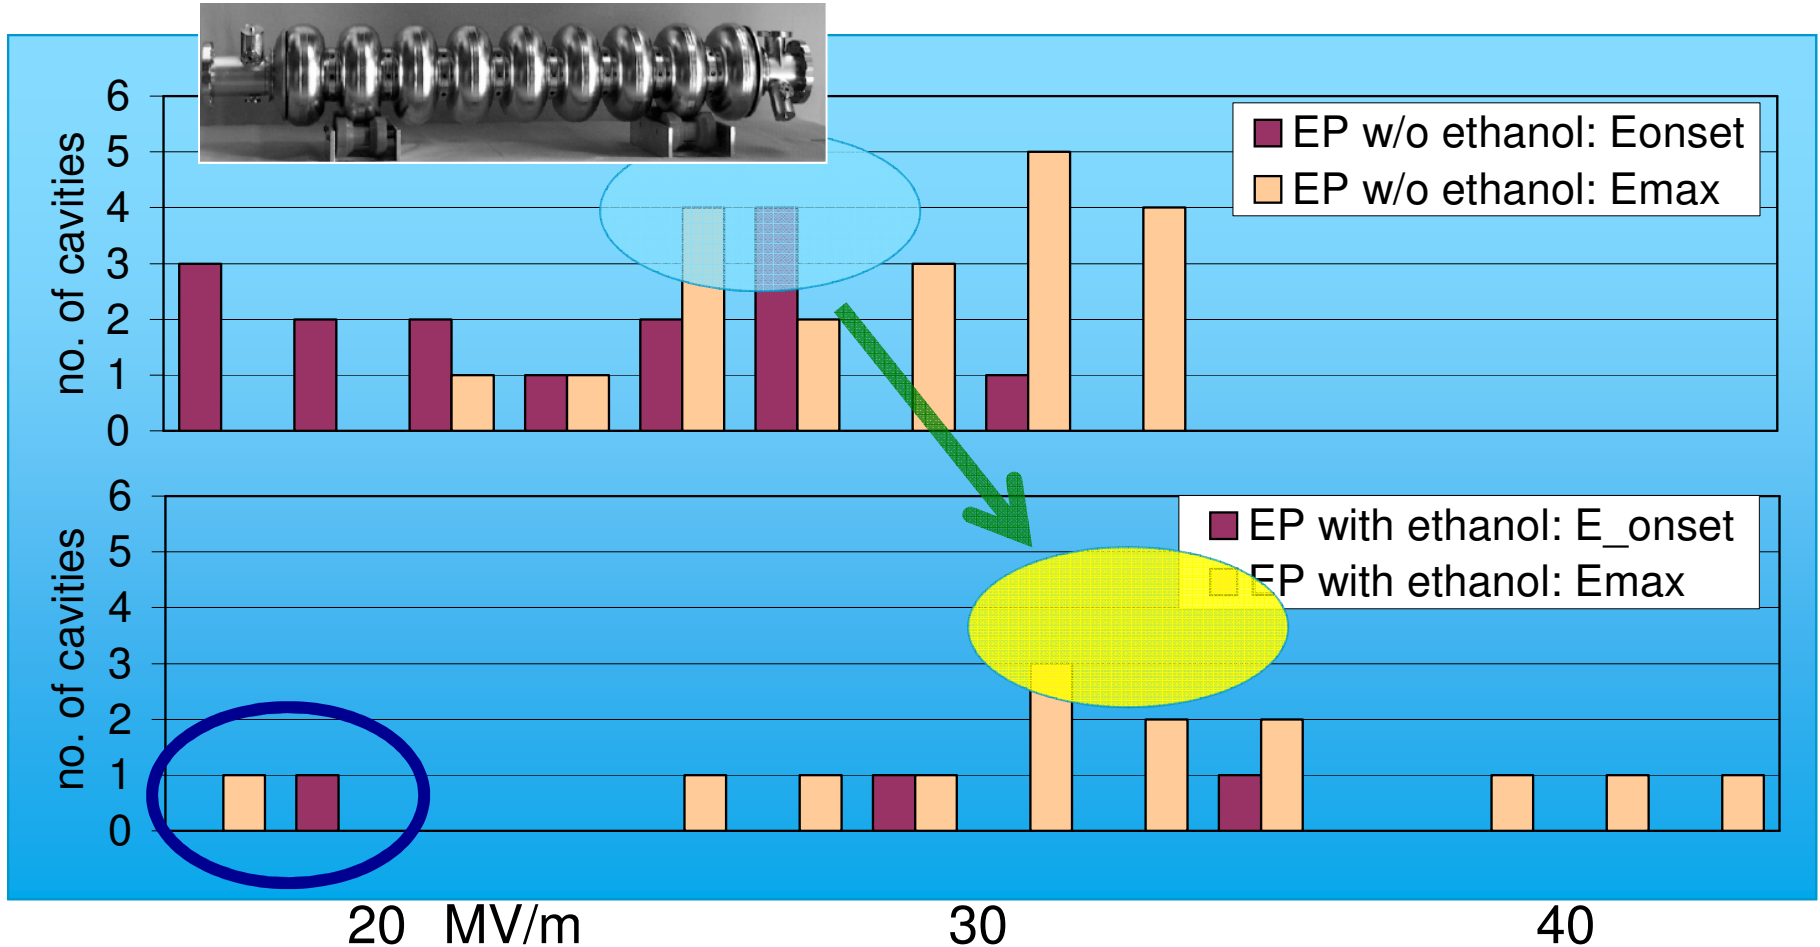 6
5
4
3
2
1
0
no. of cavities
EP w/o ethanol: Eonset
EP w/o ethanol: Emax
6
5
4
3
2
1
0
no. of cavities
EP with ethanol: E_onset
EP with ethanol: Emax
20 MV/m 30 40